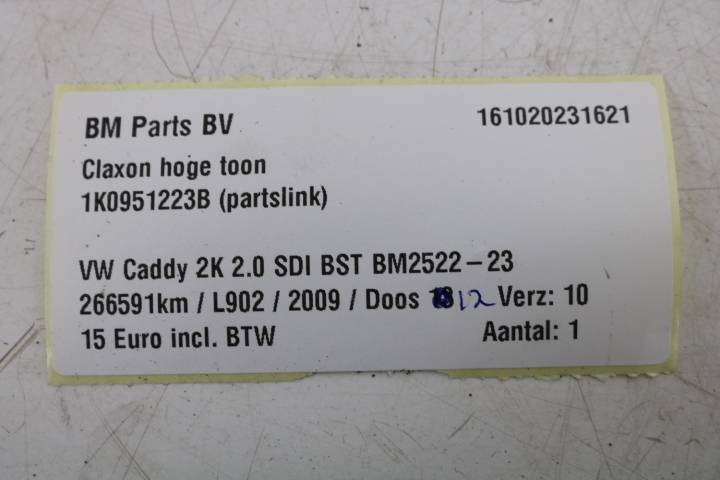 BM Parts BV 161020231621
Claxon hoge toon
1K0951223B (partslink)
VW Caddy 2K 2.0 SDI BST BM2522-23
266591km / L902 / 2009 / Doos 12 Verz: 10
15 Euro incl. BTW Aantal: 1